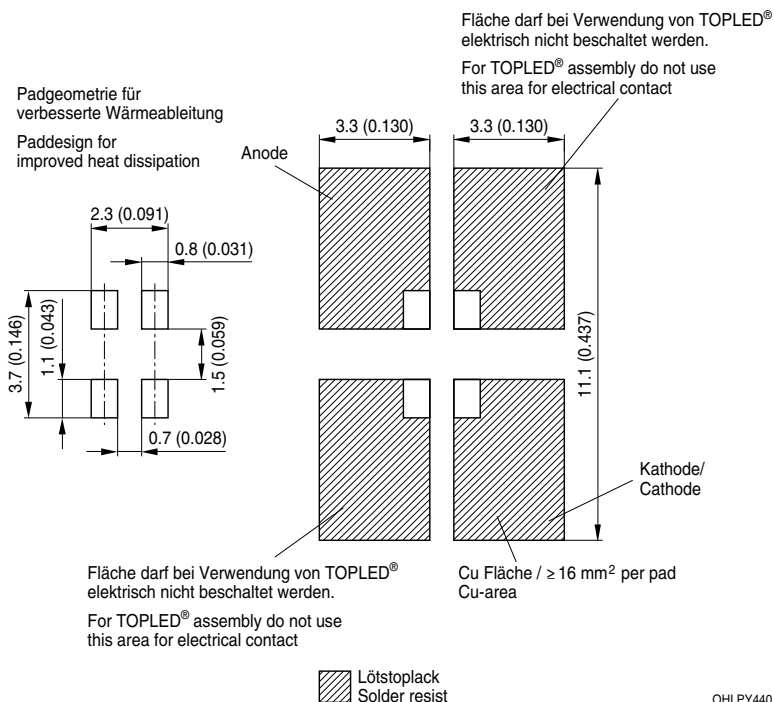 Fläche darf bei Verwendung von TOPLED®
elektrisch nicht beschaltet werden.
For TOPLED® assembly do not use
this area for electrical contact
Padgeometrie für
verbesserte Wärmeableitung
Paddesign for
improved heat dissipation
Anode
3.3 (0.130)
3.3 (0.130)
2.3 (0.091)
0.8 (0.031)
3.7 (0.146)
1.1 (0.043)
1.5 (0.059)
0.7 (0.028)
11.1 (0.437)
Kathode/
Cathode
Fläche darf bei Verwendung von TOPLED®
elektrisch nicht beschaltet werden.
For TOPLED® assembly do not use
this area for electrical contact
Cu Fläche / ≥ 16 mm² per pad
Cu-area
Lötstoplack
Solder resist
OHLPY440